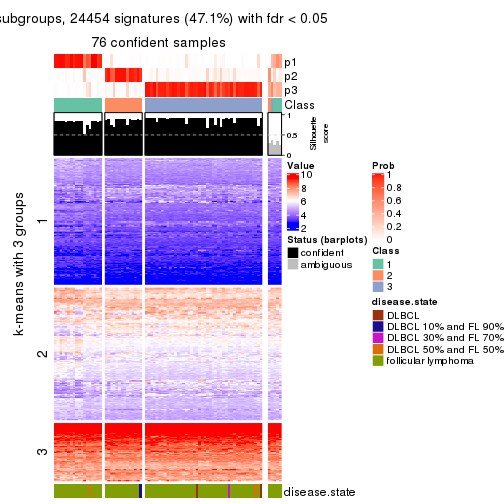 subgroups, 24454 signatures (47.1%) with fdr < 0.05
76 confident samples
p1
p2
p3
Class
1
0.5
0
Silhouette
score
k-means with 3 groups
1
2
3
disease.state
Value
10
8
6
4
2
Status (barplots)
confident
ambiguous
Prob
1
0.8
0.6
0.4
0.2
0
Class
1
2
3
disease.state
DLBCL
DLBCL 10% and FL 90%
DLBCL 30% and FL 70%
DLBCL 50% and FL 50%
follicular lymphoma